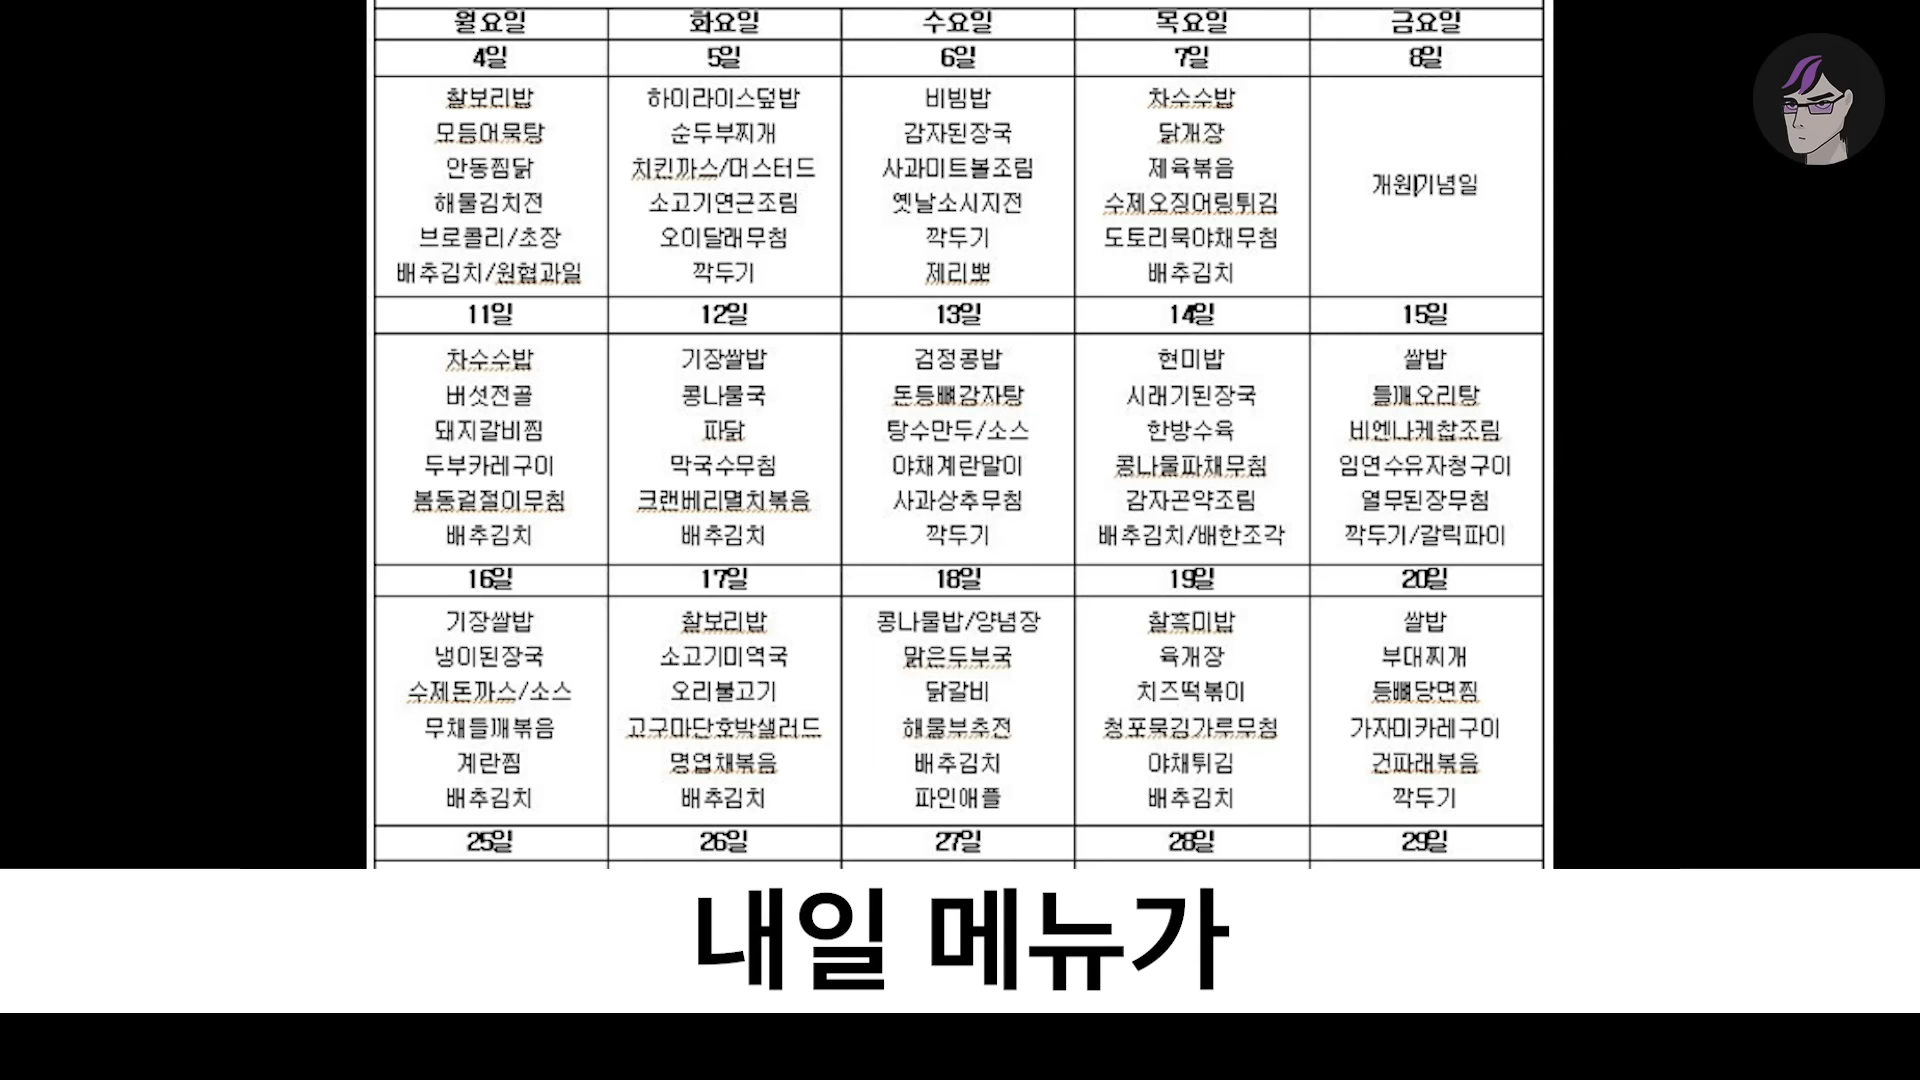 월요일 화요일 수요일 목요일 금요일
4일 5일 6일 7일 8일
찰보리밥 하이라이스덮밥 비빔밥 차수수밥
모듬어묵탕 순두부찌개 감자된장국 닭개장
안동찜닭 치킨까스/머스터드 사과미트볼조림 제육볶음 개원기념일
해물김치전 소고기연근조림 옛날소시지전 수제오징어링튀김
브로콜리/초장 오이달래무침 깍두기 도토리묵야채무침
배추김치/원협과일 깍두기 제리뽀 배추김치
11일 12일 13일 14일 15일
차수수밥 기장쌀밥 검정콩밥 현미밥 쌀밥
버섯전골 콩나물국 돈등뼈감자탕 시래기된장국 들깨오리탕
돼지갈비찜 파닭 탕수만두/소스 한방수육 비엔나케찹조림
두부카레구이 막국수무침 야채계란말이 콩나물파채무침 임연수유자청구이
봄동겉절이무침 크랜베리멸치볶음 사과상추무침 감자곤약조림 열무된장무침
배추김치 배추김치 깍두기 배추김치/배한조각 깍두기/갈릭파이
16일 17일 18일 19일 20일
기장쌀밥 찰보리밥 콩나물밥/양념장 찰흑미밥 쌀밥
냉이된장국 소고기미역국 맑은두부국 육개장 부대찌개
수제돈까스/소스 오리불고기 닭갈비 치즈떡볶이 등뼈당면찜
무채들깨볶음 고구마단호박샐러드 해물부추전 청포묵김가루무침 가자미카레구이
계란찜 명엽채볶음 배추김치 야채튀김 건파래볶음
배추김치 배추김치 파인애플 배추김치 깍두기
25일 26일 27일 28일 29일
내일 메뉴가